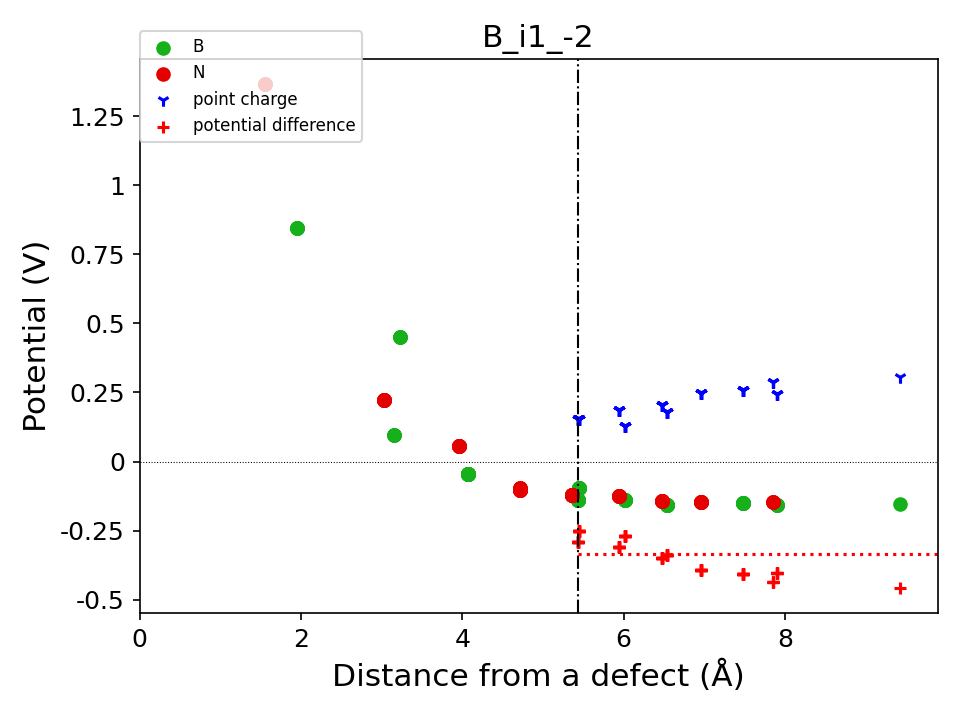 B_i1_-2
B
N
point charge
potential difference
Potential (V)
1.25
1
0.75
0.5
0.25
0
-0.25
-0.5
0 2 4 6 8
Distance from a defect (Å)